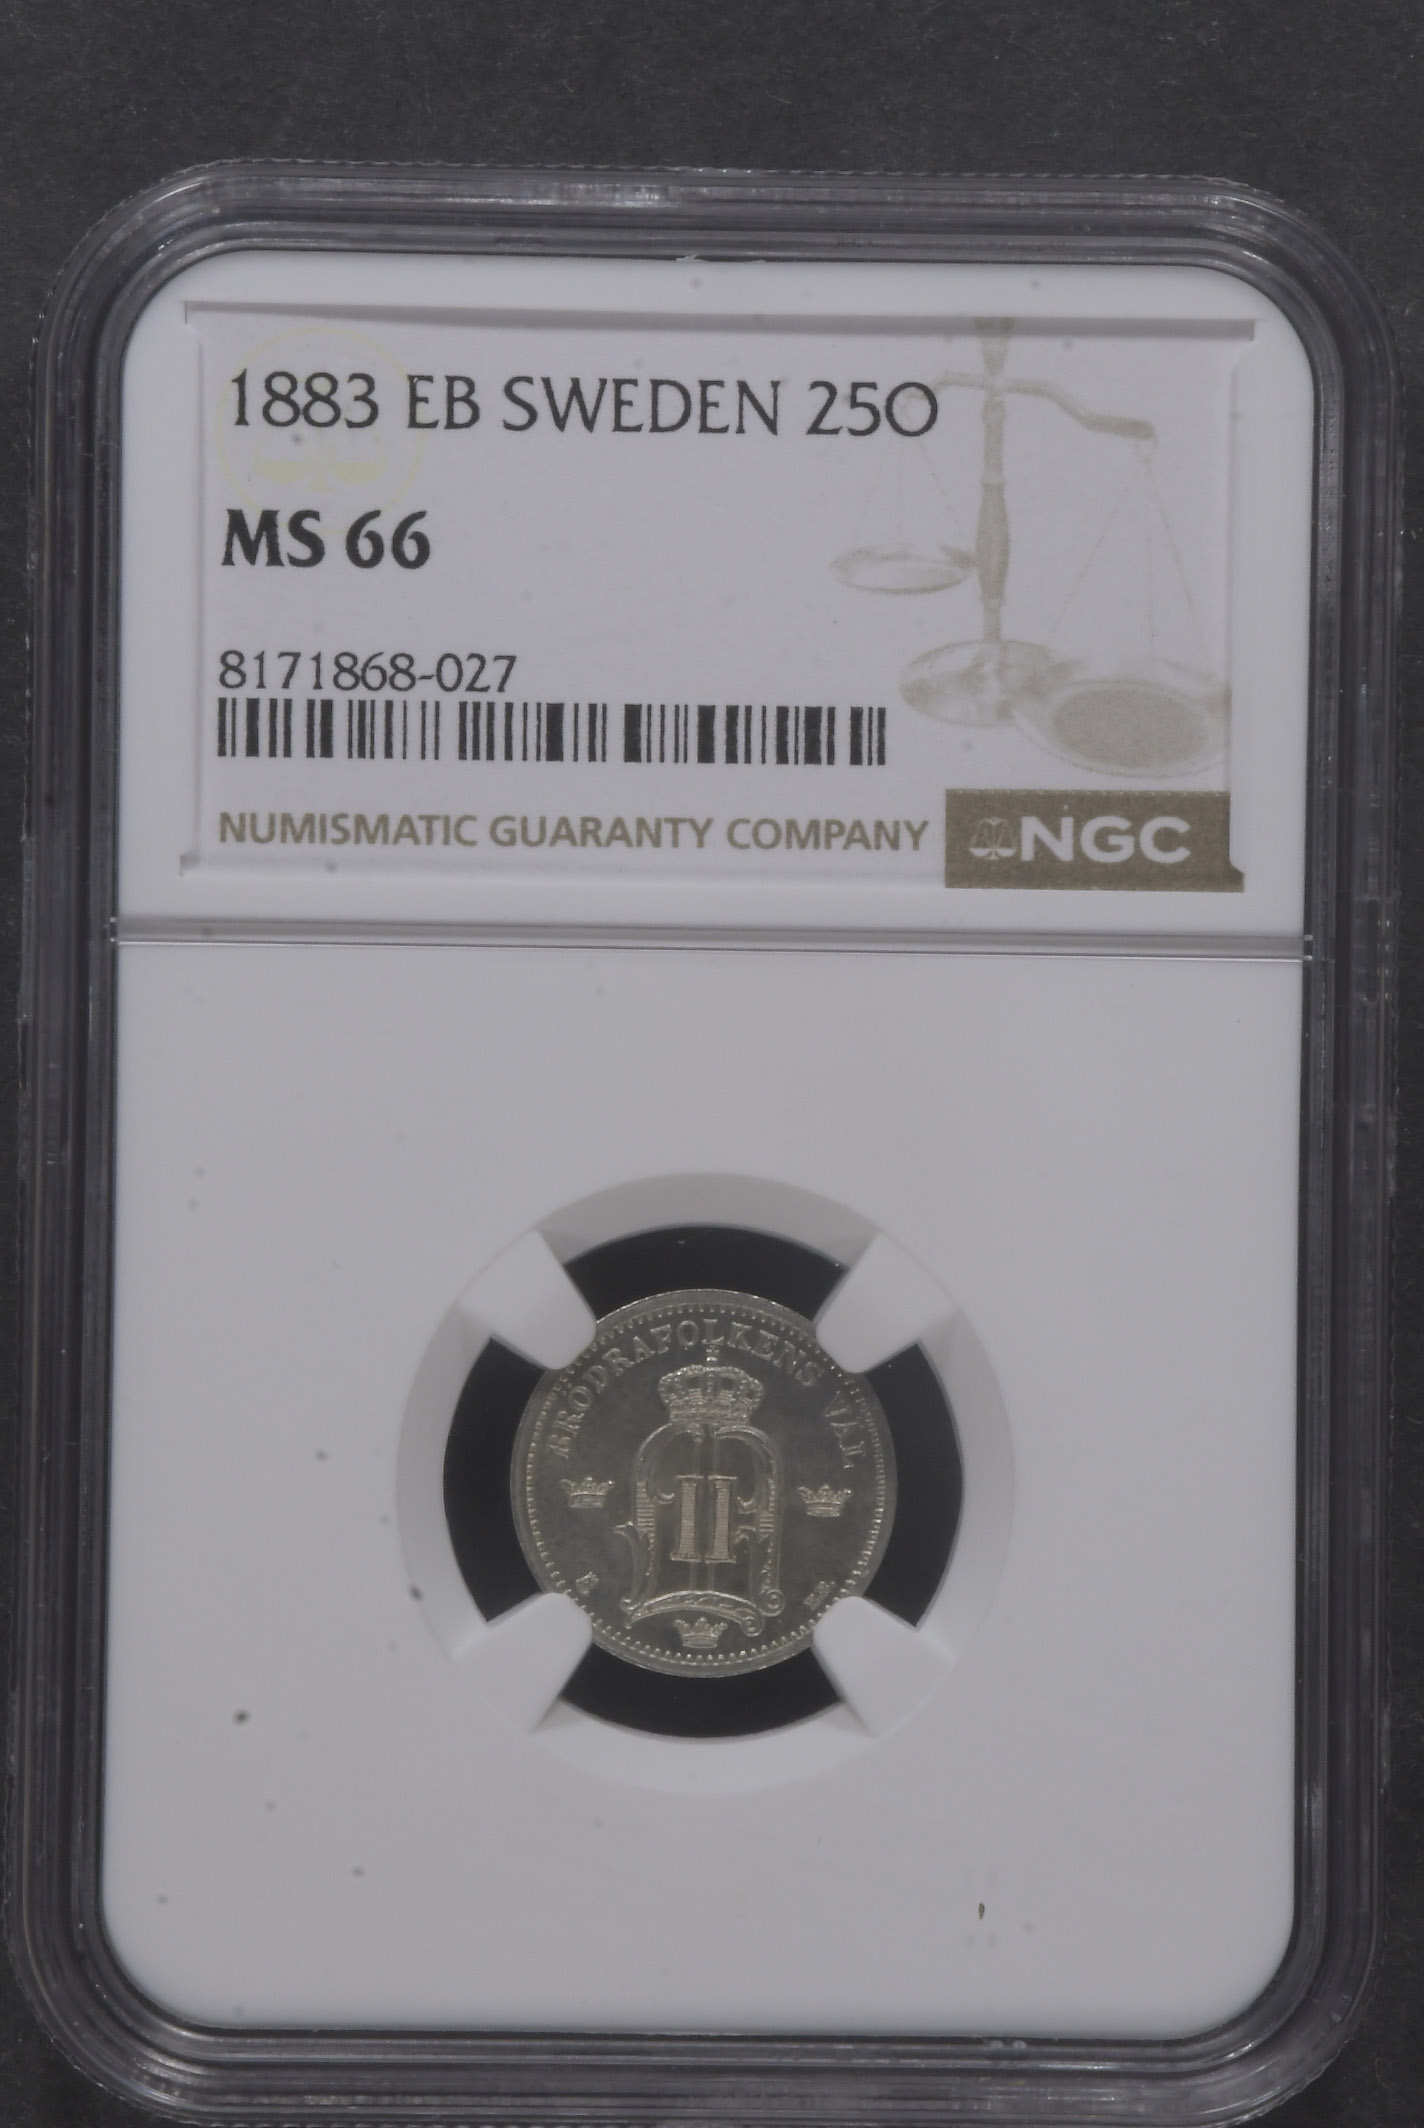 1883 EB SWEDEN 25O
MS 66
8171868-027
NUMISMATIC GUARANTY COMPANY
NGC
BRÖDRAFOLKENS VÄL
II
E.B.